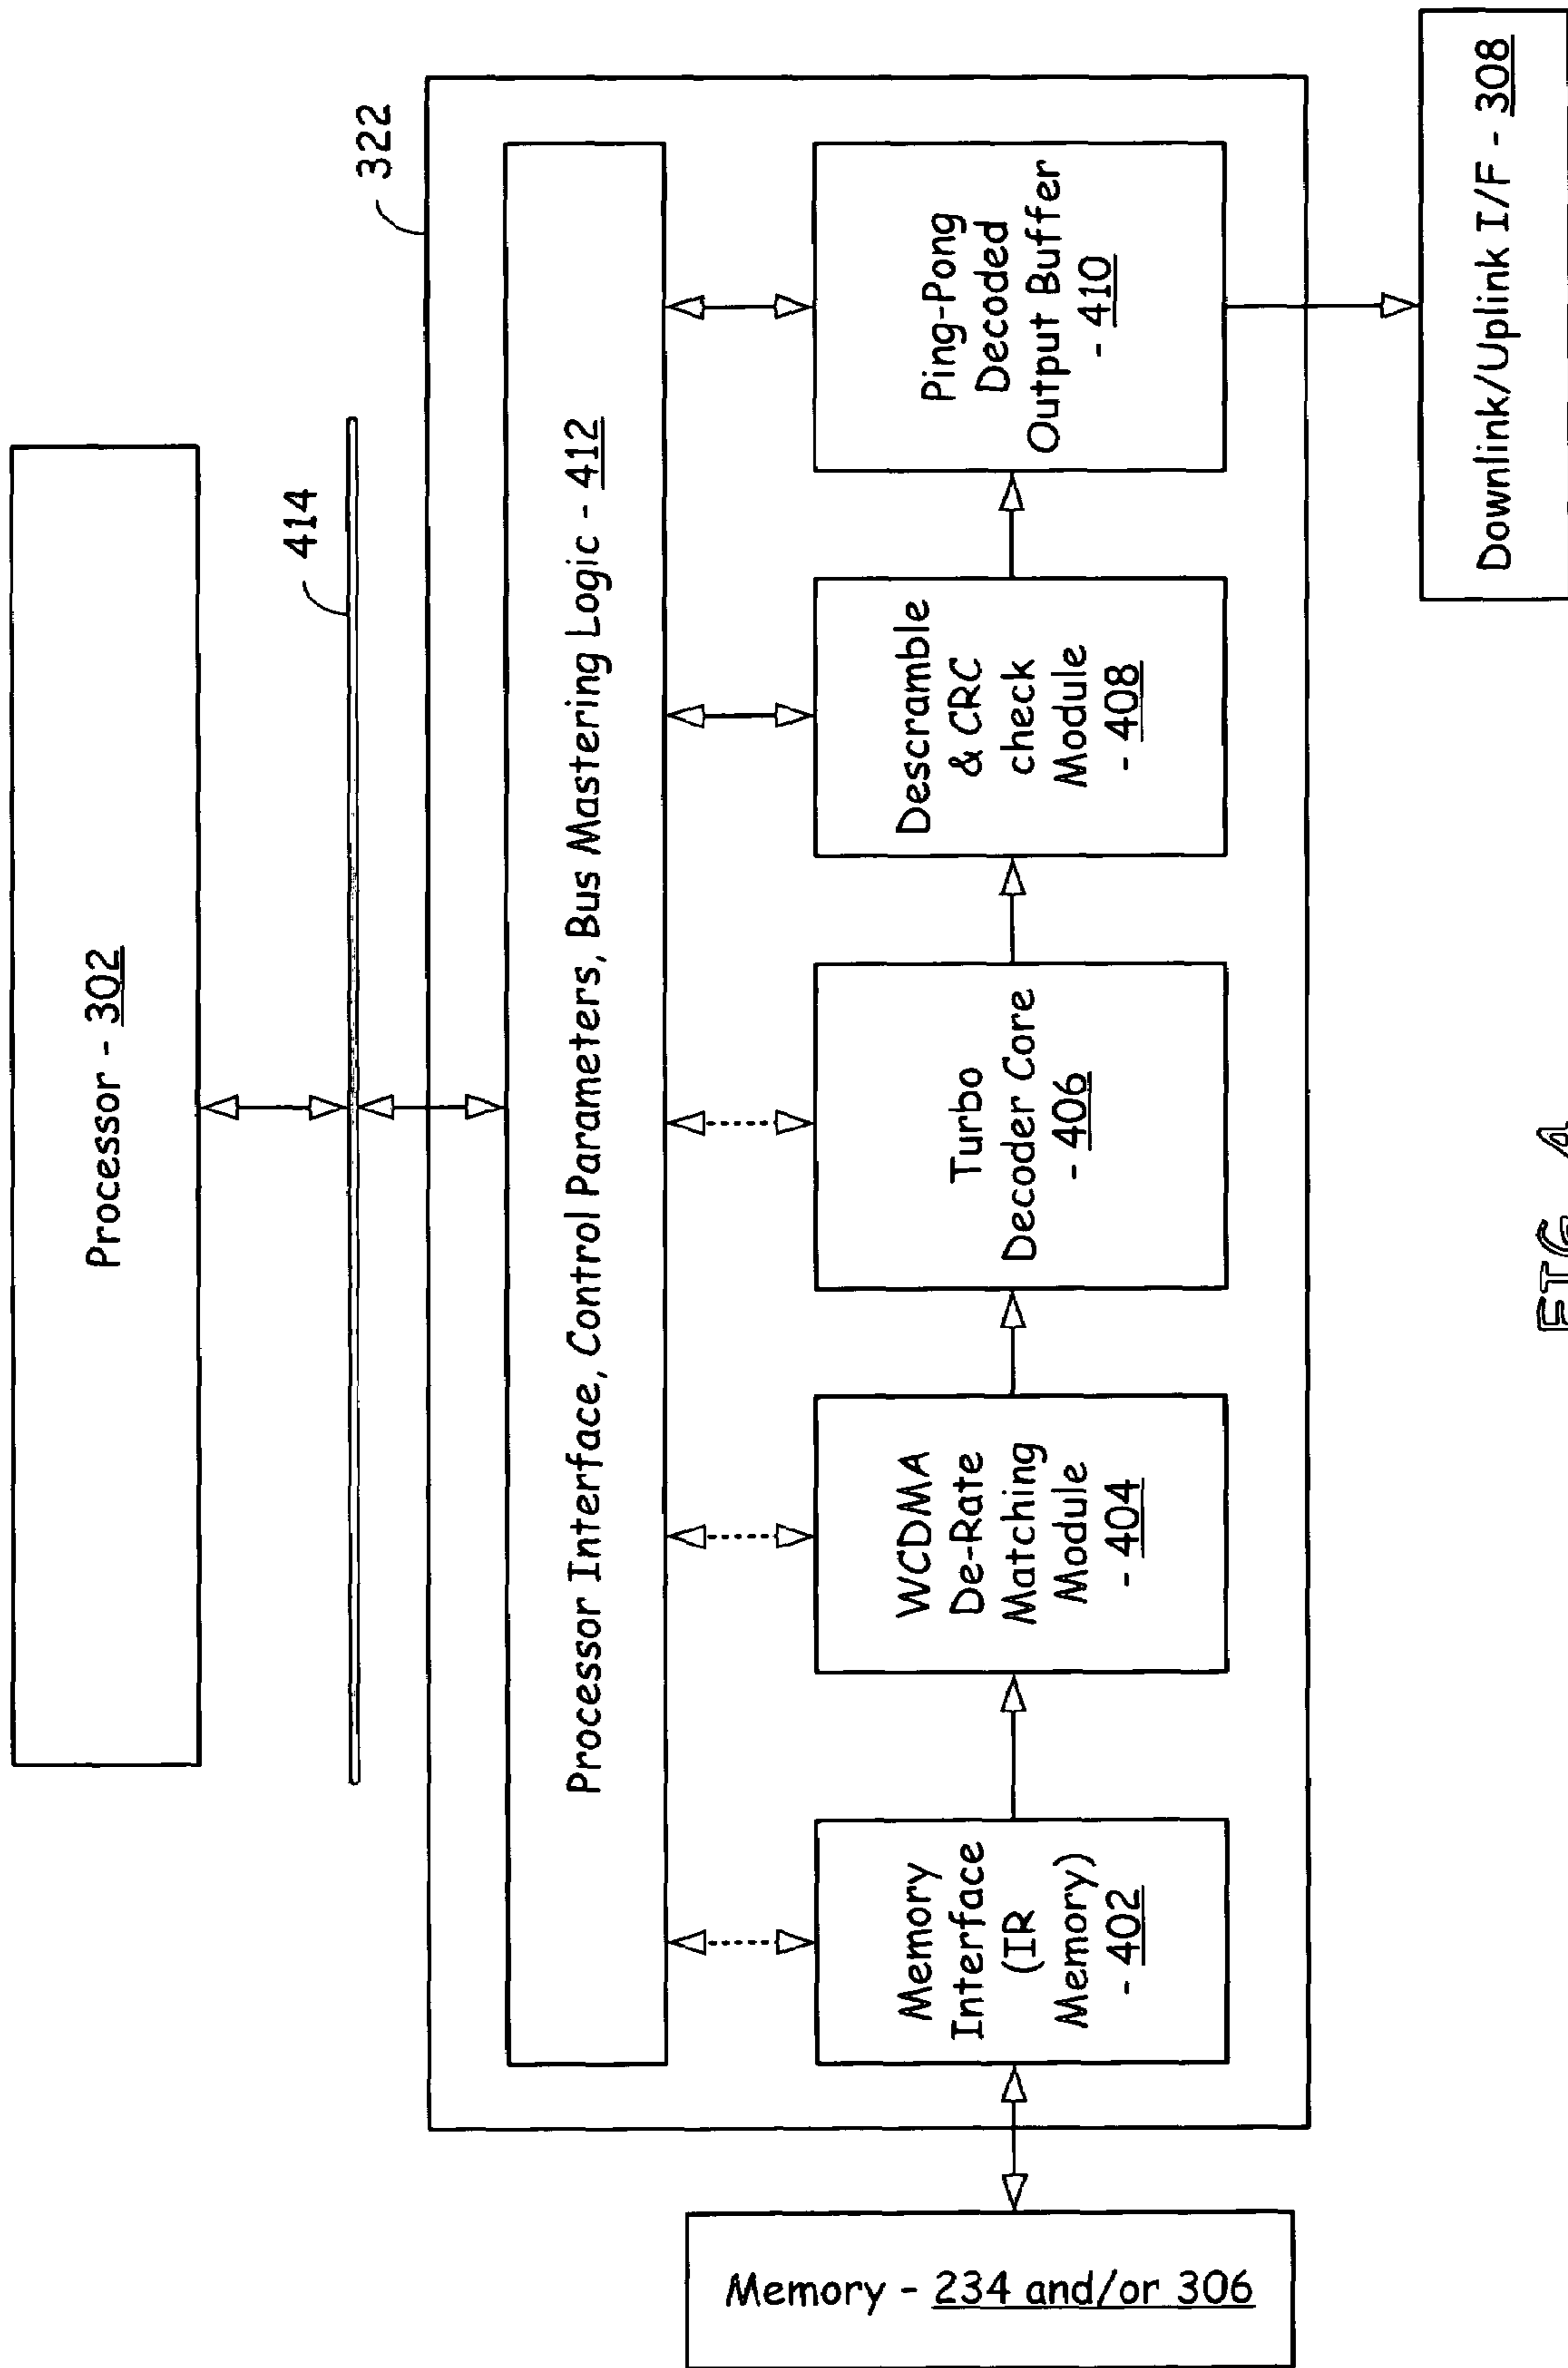 Processor - 302
414
322
Processor Interface, Control Parameters, Bus Mastering Logic - 412
Memory
Interface
(IR
Memory)
- 402
WCDMA
De-Rate
Matching
Module
- 404
Turbo
Decoder Core
- 406
Descramble
& CRC
check
Module
- 408
Ping-Pong
Decoded
Output Buffer
- 410
Memory - 234 and/or 306
Downlink/Uplink I/F - 308
FIG. 4